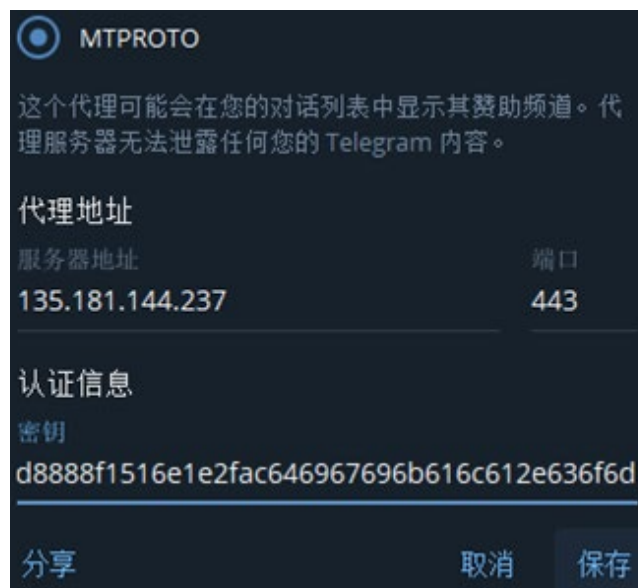 MTPROTO
这个代理可能会在您的对话列表中显示其赞助频道。代
理服务器无法泄露任何您的 Telegram 内容。
代理地址
服务器地址 端口
135.181.144.237 443
认证信息
密钥
d8888f1516e1e2fac646967696b616c612e636f6d
分享 取消 保存